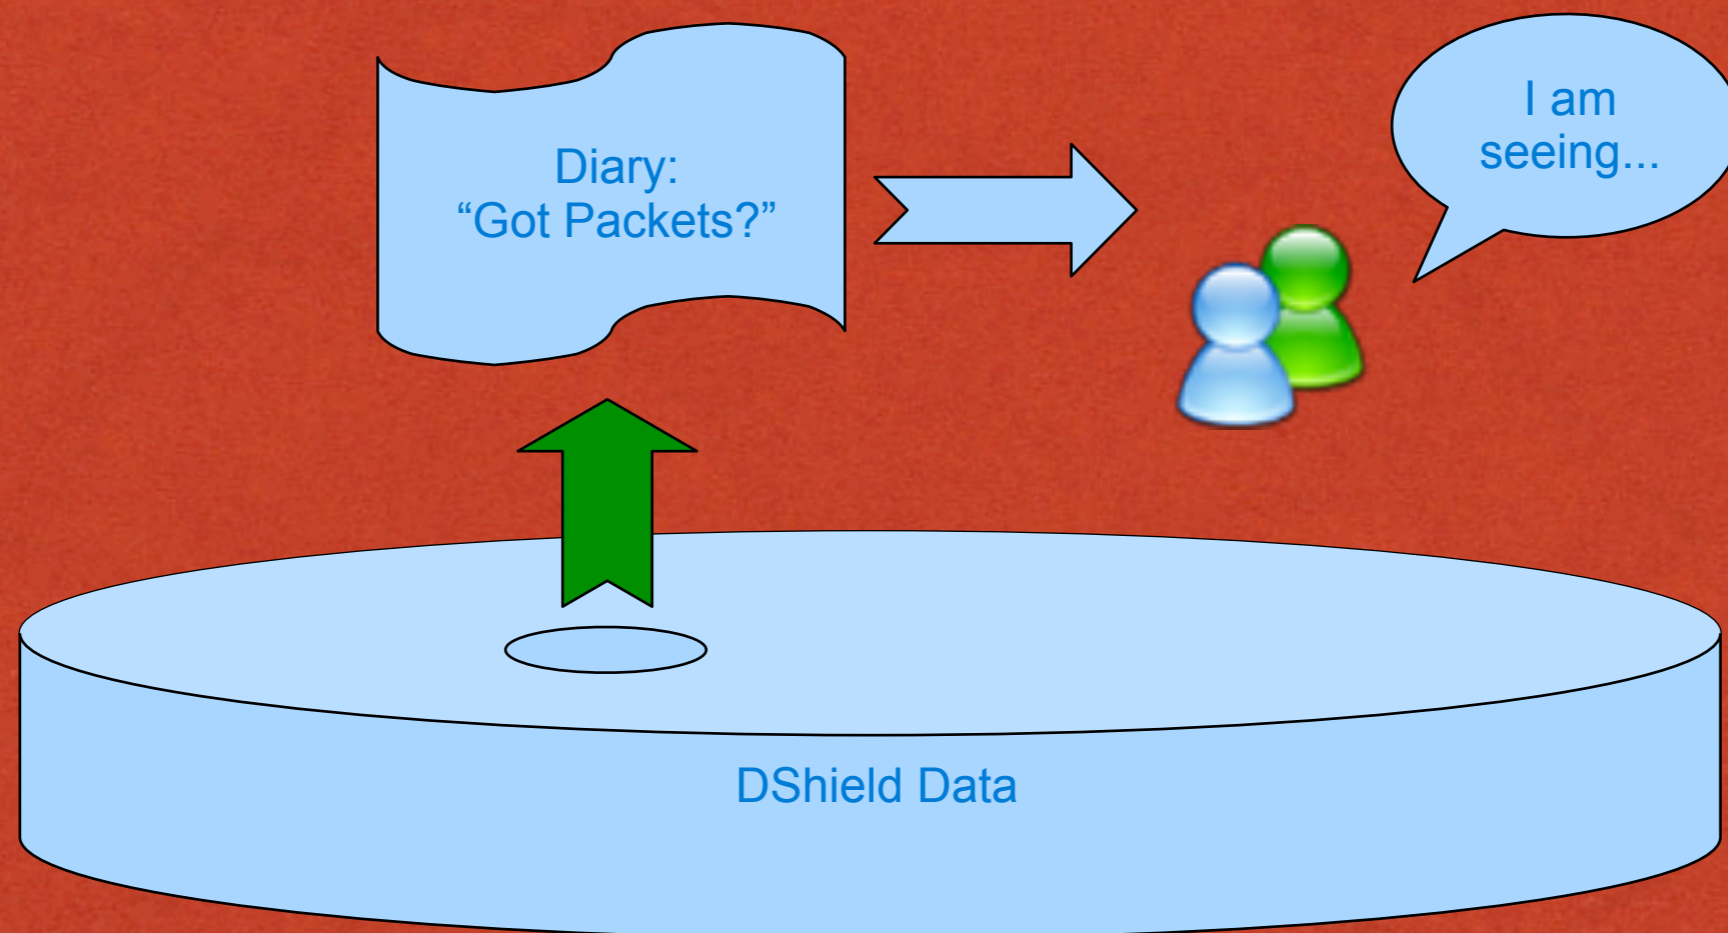 Diary:
“Got Packets?”
I am
seeing...
DShield Data